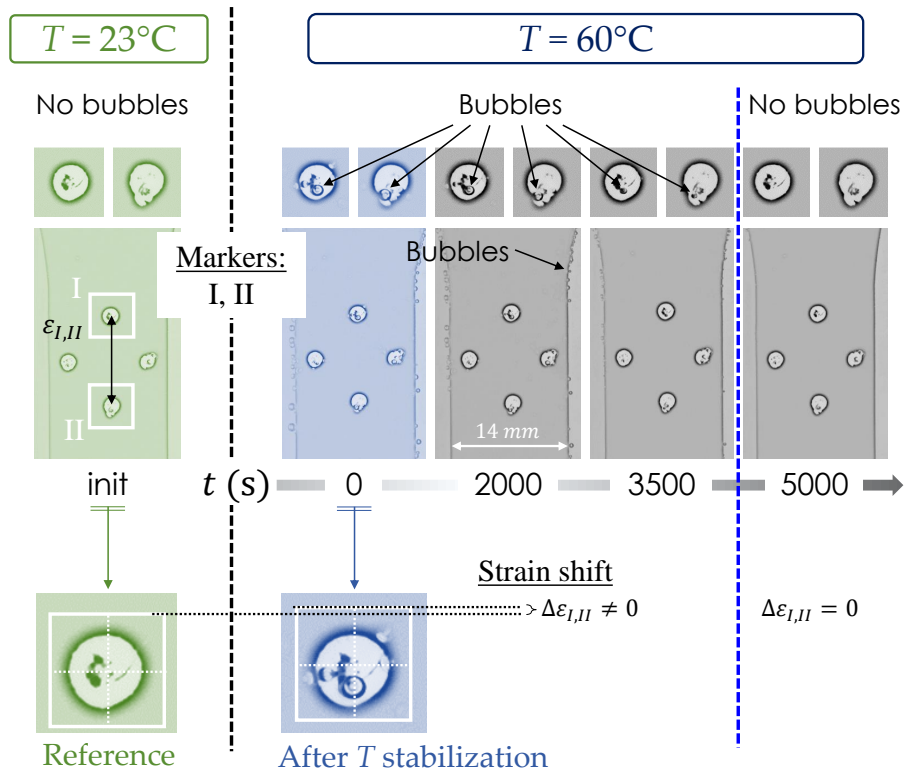 T = 23°C
T = 60°C
No bubbles
Bubbles
No bubbles
Markers:
I, II
Bubbles
I
ε_{I,II}
II
14 mm
init
t (s)
0
2000
3500
5000
Strain shift
Δε_{I,II} ≠ 0
Δε_{I,II} = 0
Reference
After T stabilization